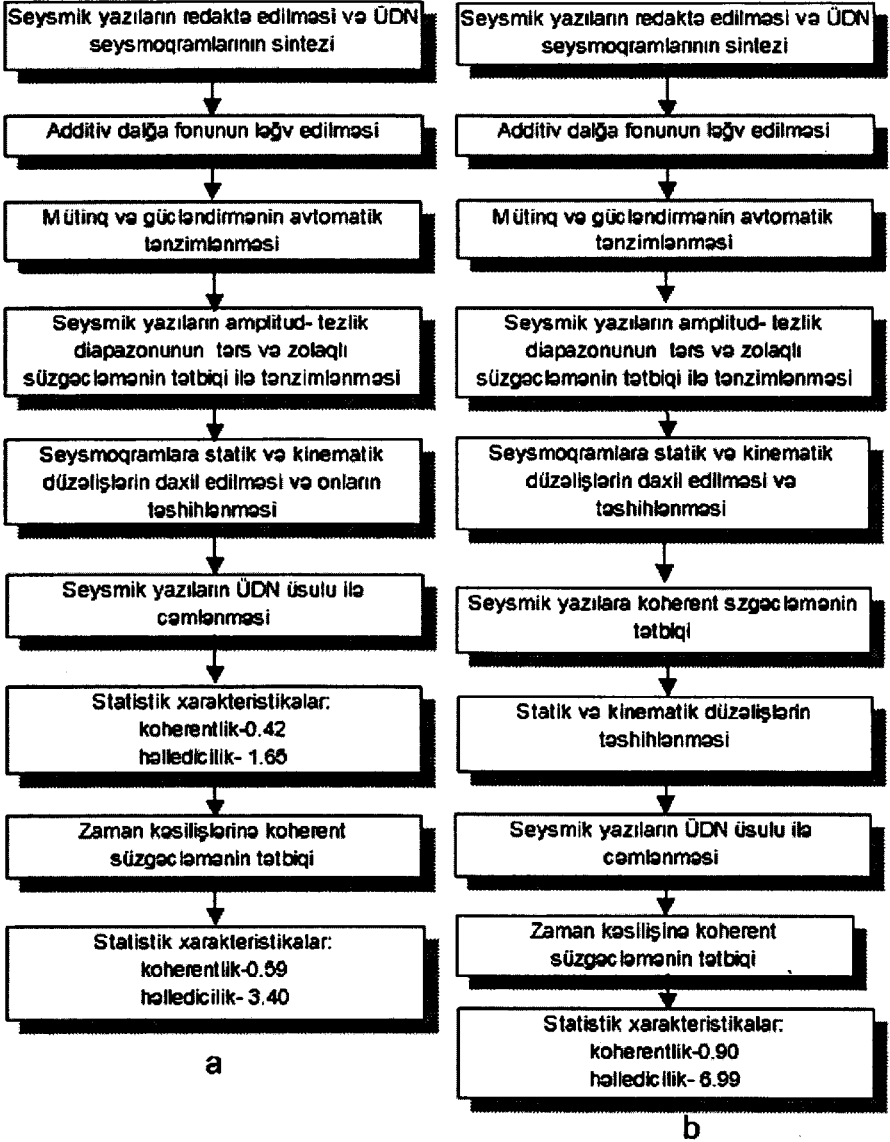 Seysmik yazıların redaktə edilməsi və ÜDN
seysmoqramlarının sintezi
Additiv dalğa fonunun ləğv edilməsi
Mütinq və gücləndirmənin avtomatik
tənzimlənməsi
Seysmik yazıların amplitud- tezlik
diapazonunun tərs və zolaqlı
süzgəcləmənin tətbiqi ilə tənzimlənməsi
Seysmoqramlara statik və kinematik
düzəlişlərin daxil edilməsi və onların
təshihlənməsi
Seysmik yazıların ÜDN üsulu ilə
cəmlənməsi
Statistik xarakteristikalar:
koherentlik-0.42
həlledicilik- 1.65
Zaman kəsilişlərinə koherent
süzgəcləmənin tətbiqi
Statistik xarakteristikalar:
koherentlik-0.59
həlledicilik- 3.40
a
Seysmik yazıların redaktə edilməsi və ÜDN
seysmoqramlarının sintezi
Additiv dalğa fonunun ləğv edilməsi
Mütinq və gücləndirmənin avtomatik
tənzimlənməsi
Seysmik yazıların amplitud- tezlik
diapazonunun tərs və zolaqlı
süzgəcləmənin tətbiqi ilə tənzimlənməsi
Seysmoqramlara statik və kinematik
düzəlişlərin daxil edilməsi və
təshihlənməsi
Seysmik yazılara koherent szgəcləmənin
tətbiqi
Statik və kinematik düzəlişlərin
təshihlənməsi
Seysmik yazıların ÜDN üsulu ilə
cəmlənməsi
Zaman kəsilişinə koherent
süzgəcləmənin tətbiqi
Statistik xarakteristikalar:
koherentlik-0.90
həlledicilik- 6.99
b